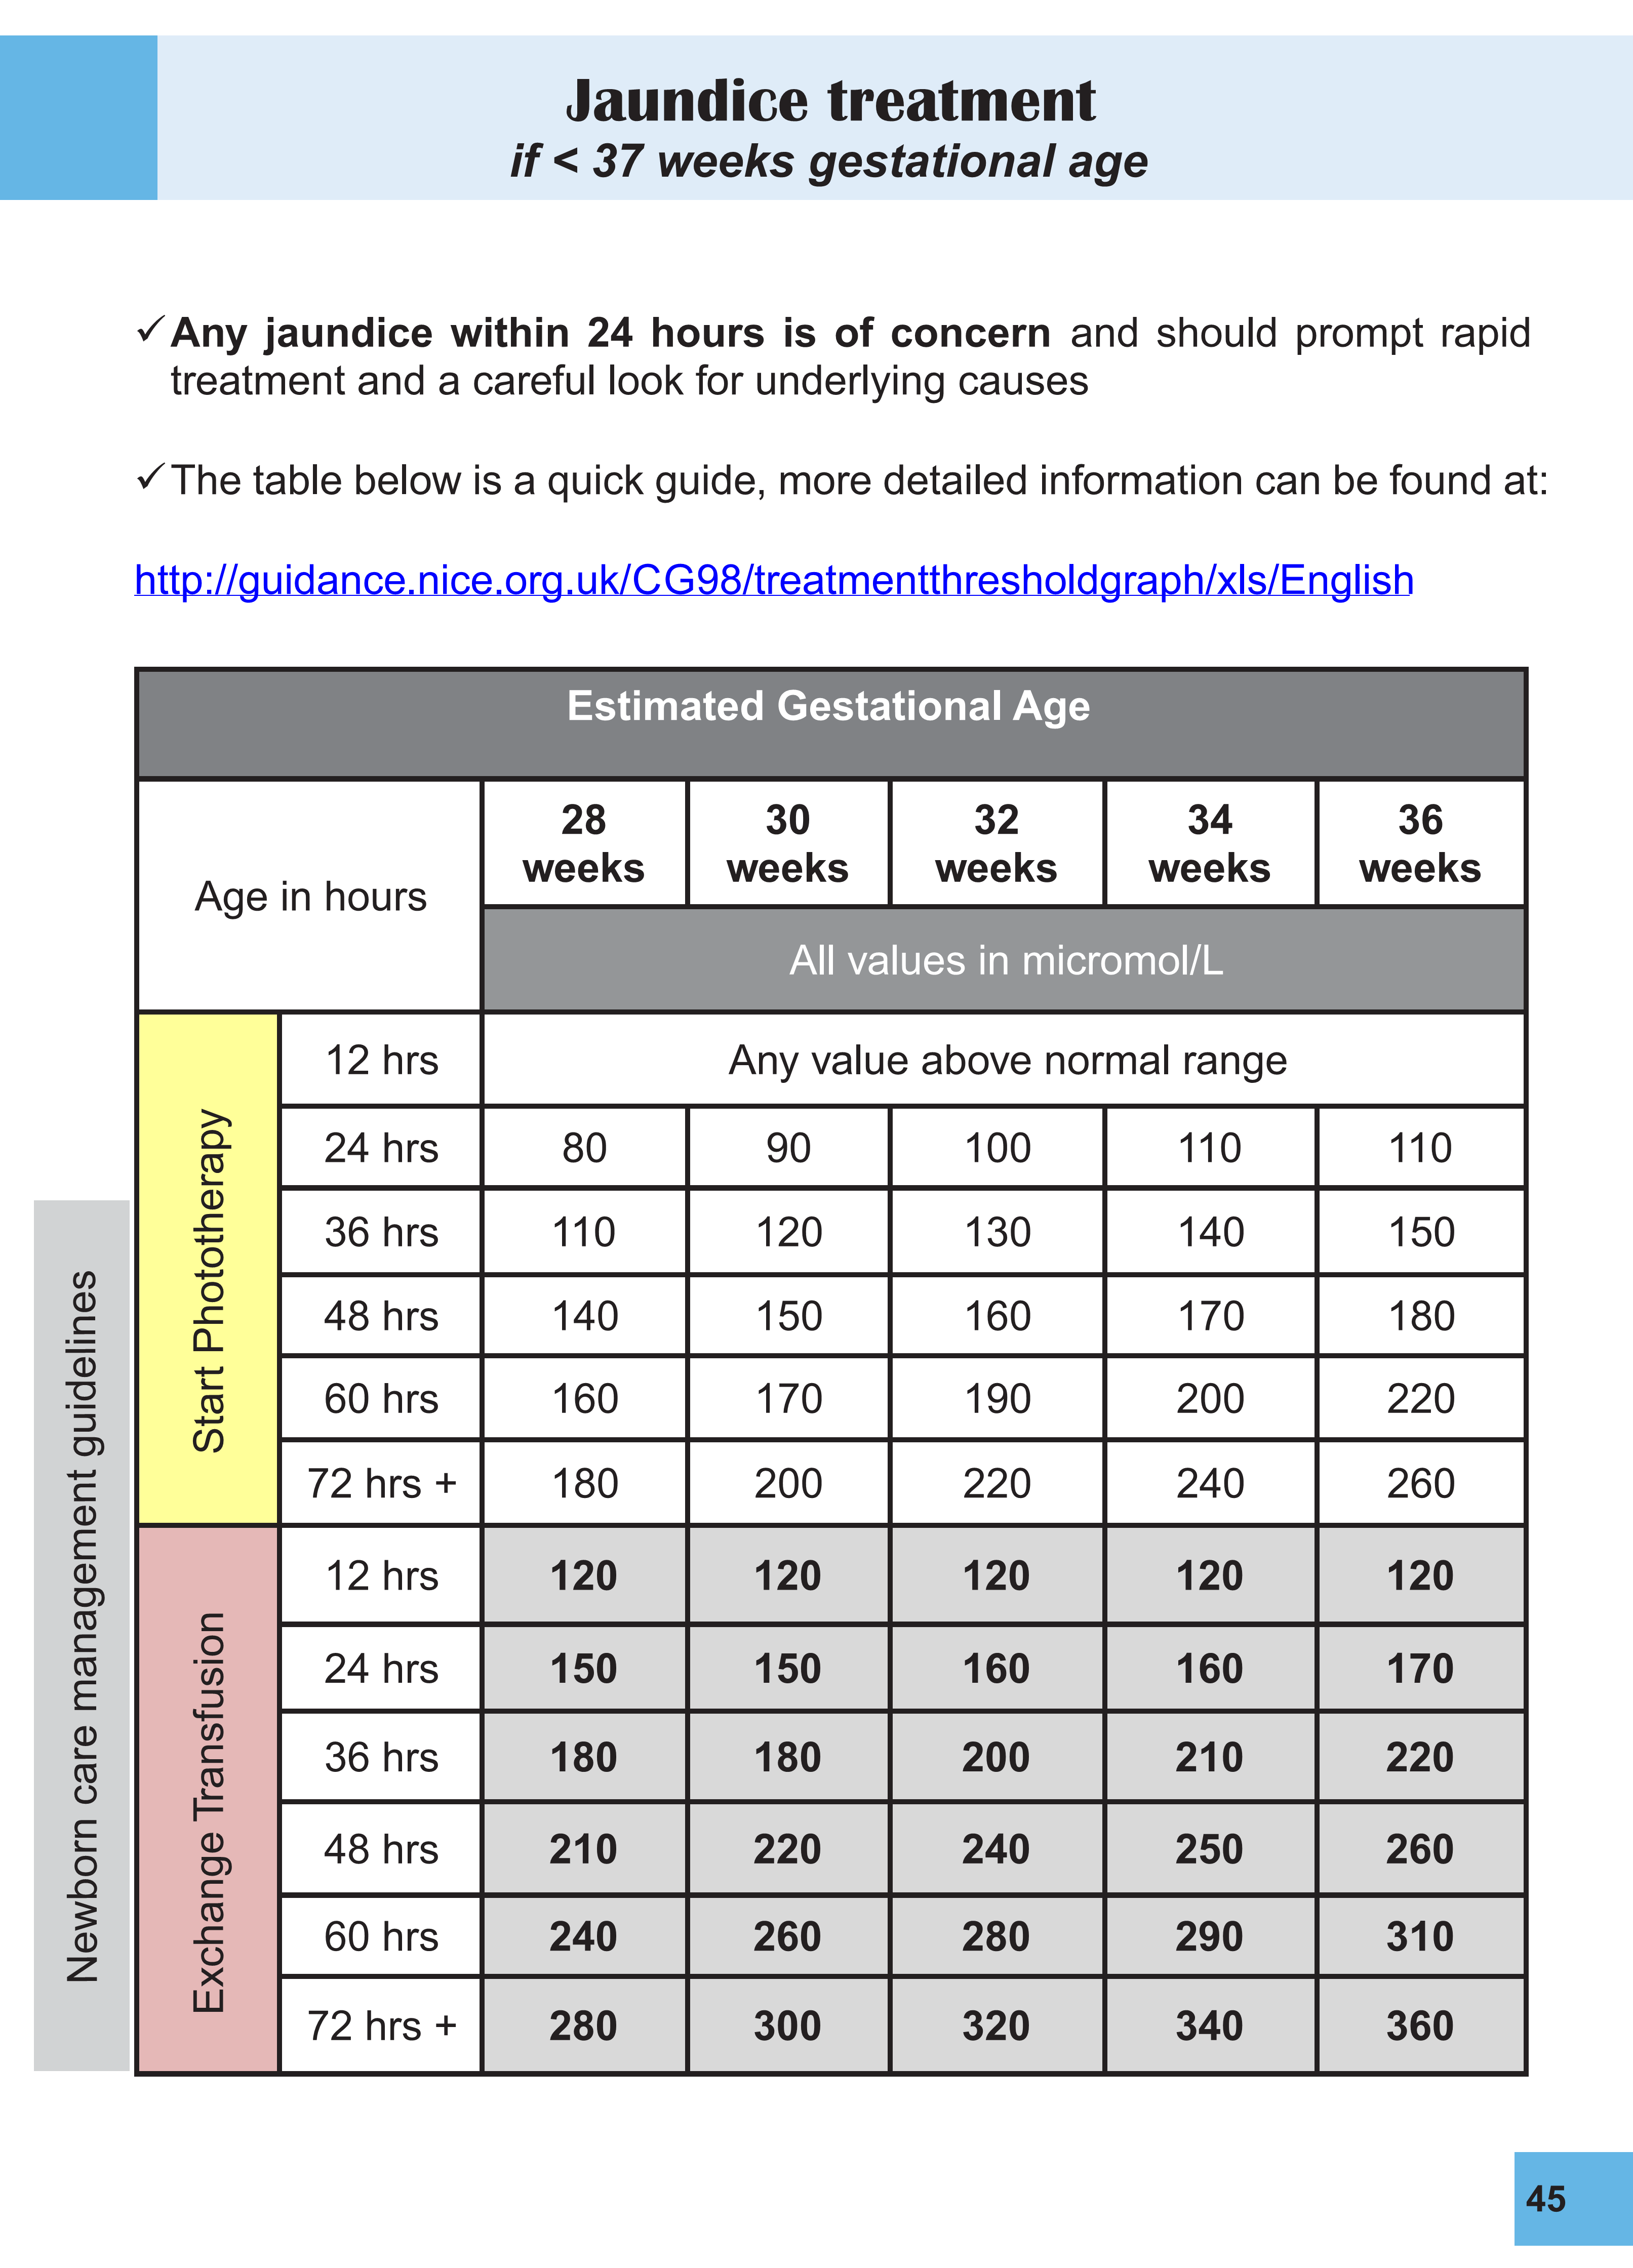 Jaundice treatment
if < 37 weeks gestational age
✓ Any jaundice within 24 hours is of concern and should prompt rapid
treatment and a careful look for underlying causes
✓ The table below is a quick guide, more detailed information can be found at:
http://guidance.nice.org.uk/CG98/treatmentthresholdgraph/xls/English
Estimated Gestational Age
Age in hours
28 weeks 30 weeks 32 weeks 34 weeks 36 weeks
All values in micromol/L
Start Phototherapy
12 hrs Any value above normal range
24 hrs 80 90 100 110 110
36 hrs 110 120 130 140 150
48 hrs 140 150 160 170 180
60 hrs 160 170 190 200 220
72 hrs + 180 200 220 240 260
Exchange Transfusion
12 hrs 120 120 120 120 120
24 hrs 150 150 160 160 170
36 hrs 180 180 200 210 220
48 hrs 210 220 240 250 260
60 hrs 240 260 280 290 310
72 hrs + 280 300 320 340 360
Newborn care management guidelines
45